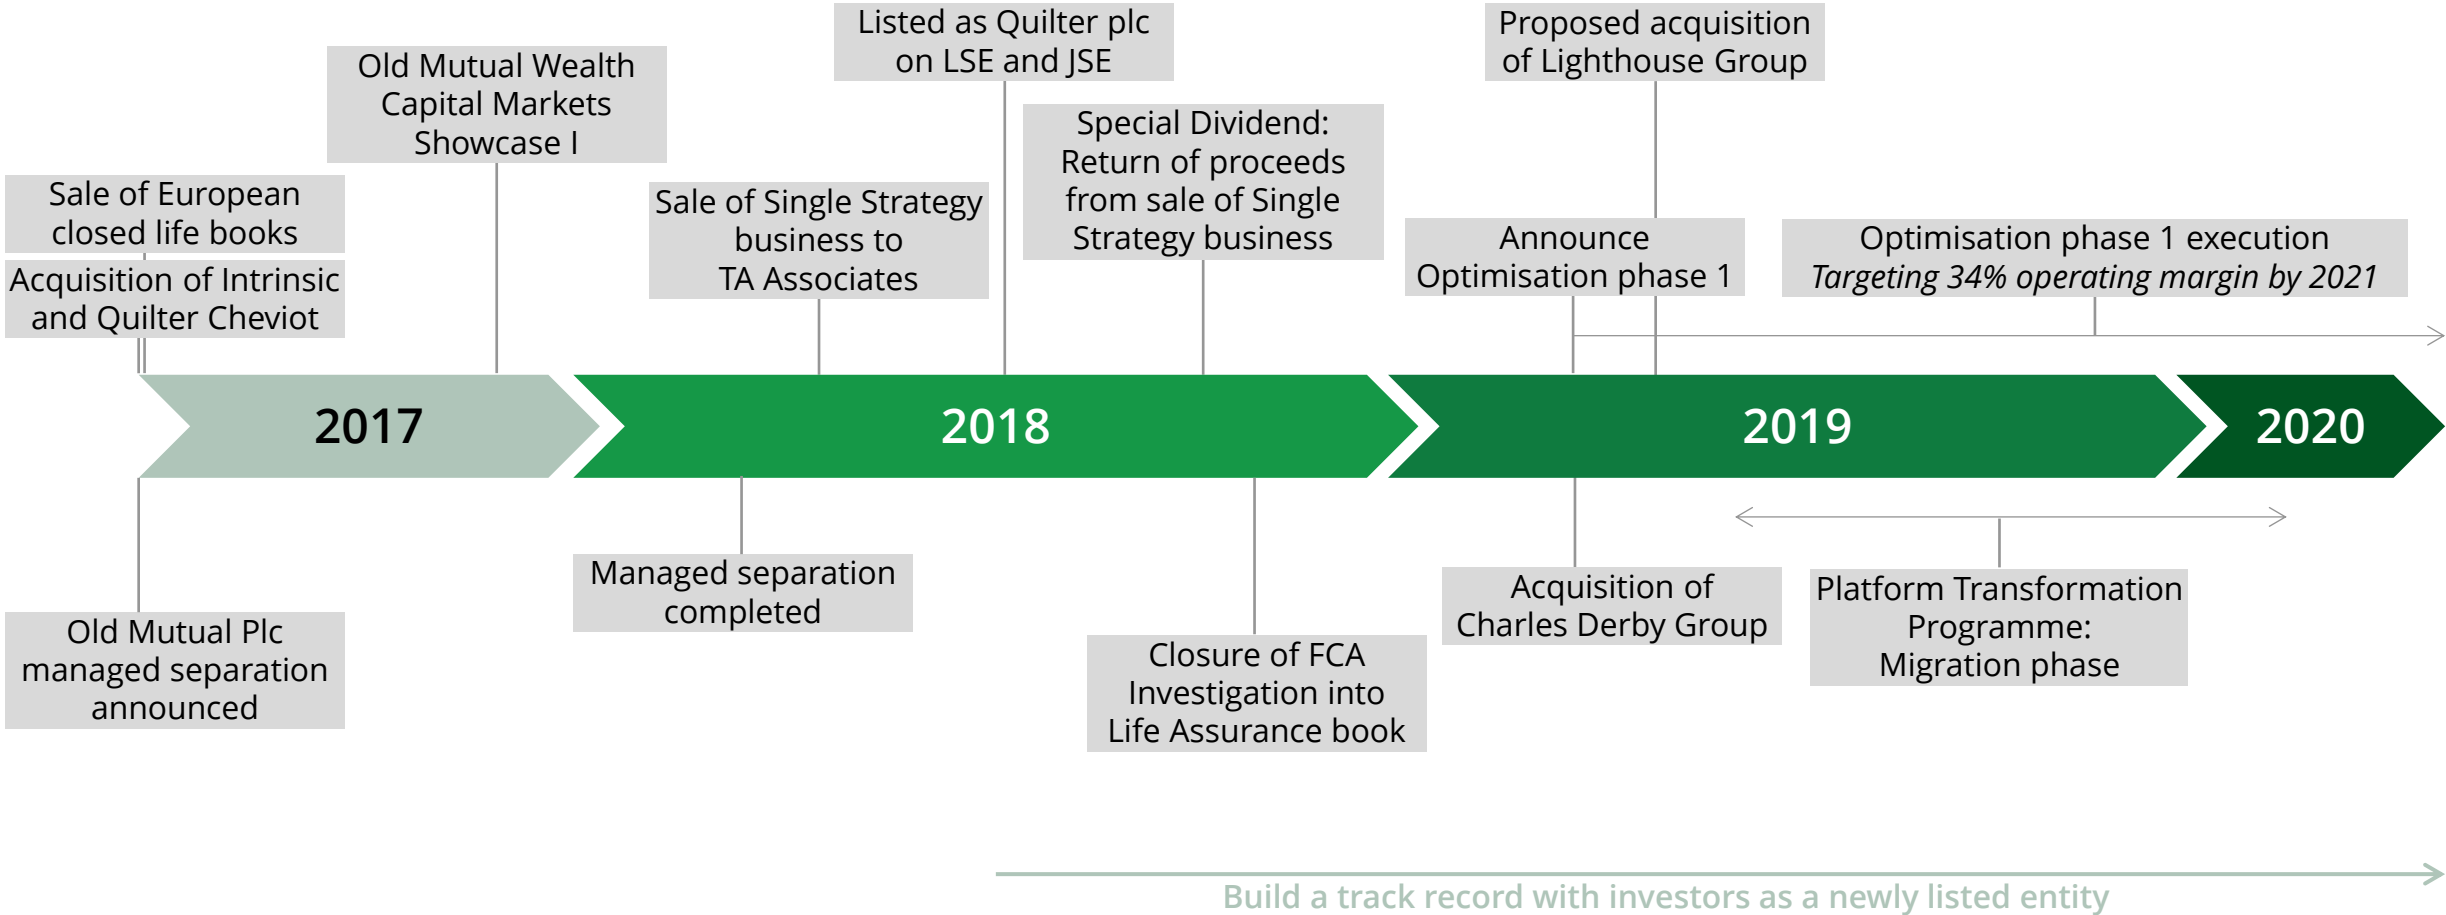 Listed as Quilter plc
on LSE and JSE
Proposed acquisition
of Lighthouse Group
Old Mutual Wealth
Capital Markets
Showcase I
Special Dividend:
Return of proceeds
from sale of Single
Strategy business
Sale of European
closed life books
Sale of Single Strategy
business to
TA Associates
Announce
Optimisation phase 1
Optimisation phase 1 execution
Targeting 34% operating margin by 2021
Acquisition of Intrinsic
and Quilter Cheviot
2017
2018
2019
2020
Managed separation
completed
Acquisition of
Charles Derby Group
Platform Transformation
Programme:
Migration phase
Old Mutual Plc
managed separation
announced
Closure of FCA
Investigation into
Life Assurance book
Build a track record with investors as a newly listed entity